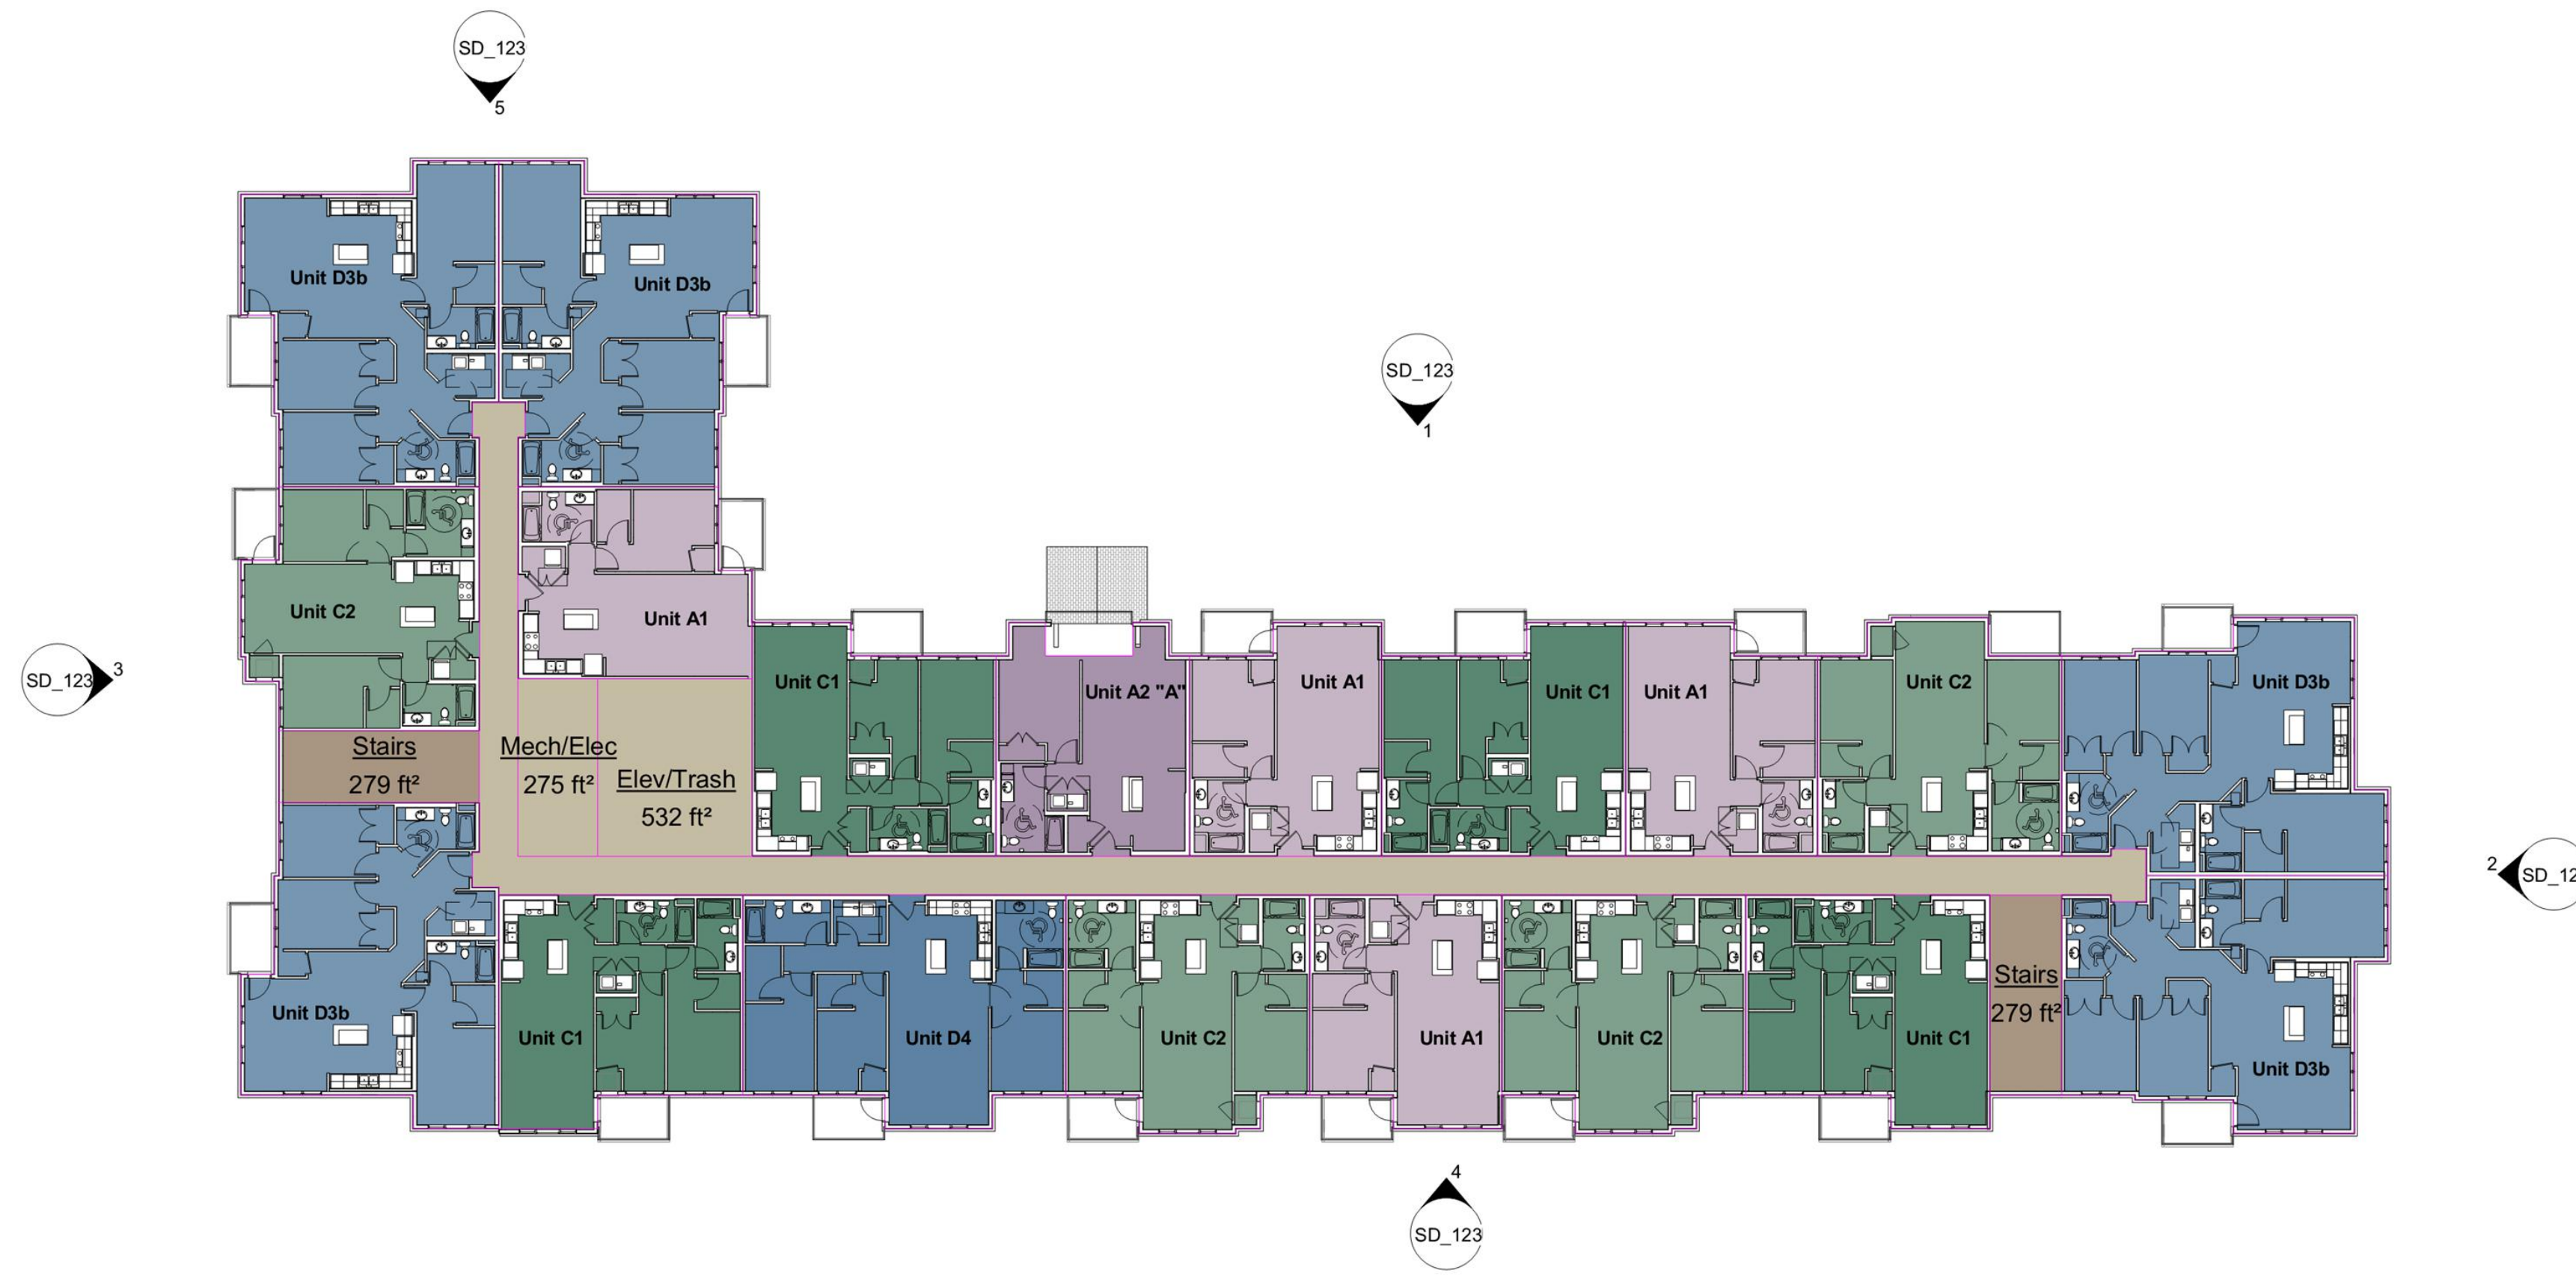 SD_123
5
Unit D3b
Unit D3b
SD_123
1
Unit C2
Unit A1
SD_123
3
Unit C1
Unit A2 "A"
Unit A1
Unit C1
Unit A1
Unit C2
Unit D3b
Stairs
279 ft²
Mech/Elec
275 ft²
Elev/Trash
532 ft²
2
SD_12
Unit D3b
Unit C1
Unit D4
Unit C2
Unit A1
Unit C2
Unit C1
Stairs
279 ft²
Unit D3b
4
SD_123